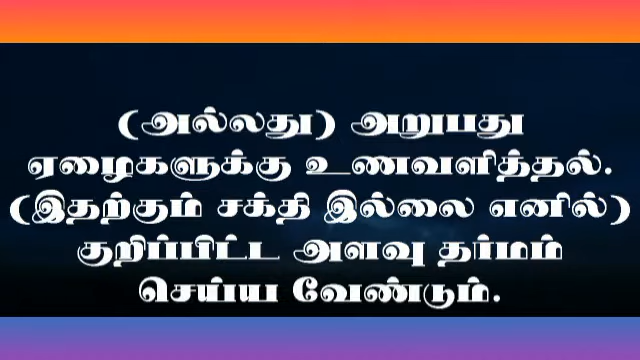 (அல்லது) அறுபது
ஏழைகளுக்கு உணவளித்தல்.
(இதற்கும் சக்தி இல்லை எனில்)
குறிப்பிட்ட அளவு தர்மம்
செய்ய வேண்டும்.